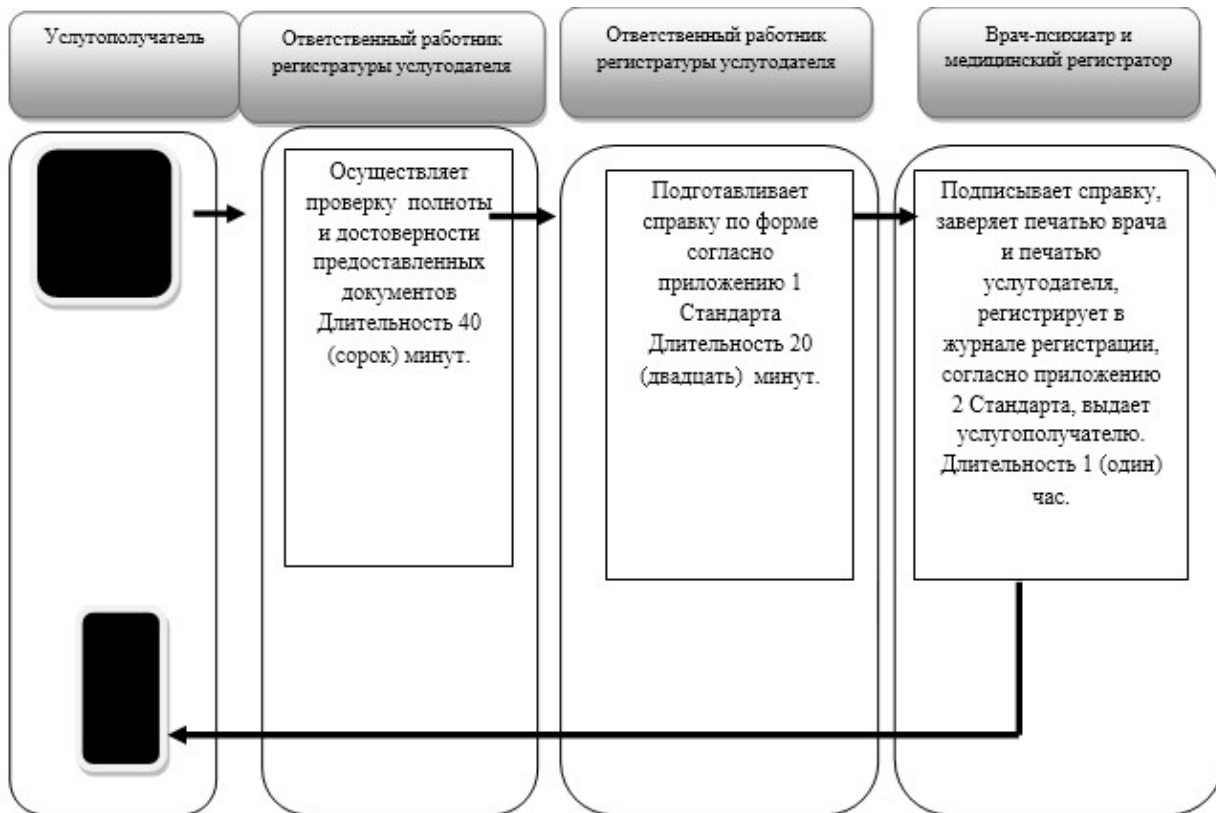 Услугополучатель
Ответственный работник
регистратуры услугодателя
Ответственный работник
регистратуры услугодателя
Врач-психиатр и
медицинский регистратор
Осуществляет
проверку полноты
и достоверности
предоставленных
документов
Длительность 40
(сорок) минут.
Подготавливает
справку по форме
согласно
приложению 1
Стандарта
Длительность 20
(двадцать) минут.
Подписывает справку,
заверяет печатью врача
и печатью
услугодателя,
регистрирует в
журнале регистрации,
согласно приложению
2 Стандарта, выдает
услугополучателю.
Длительность 1 (один)
час.